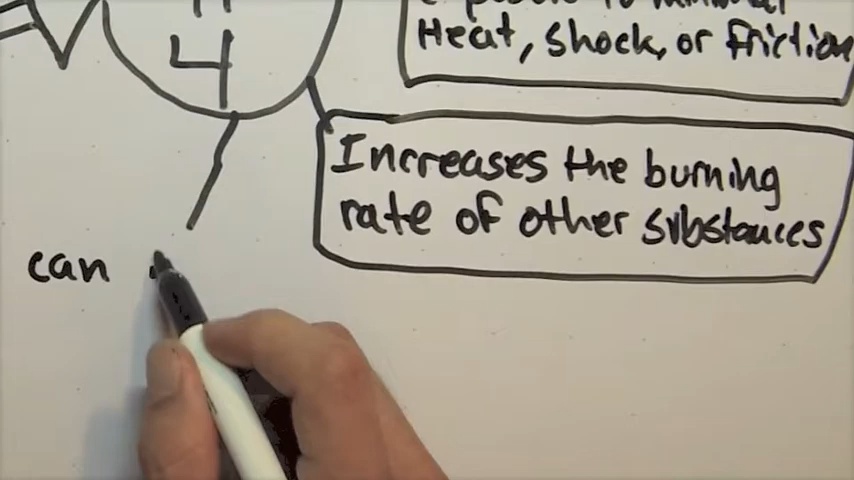 Heat, Shock, or friction
4
Increases the burning
rate of other substances
can